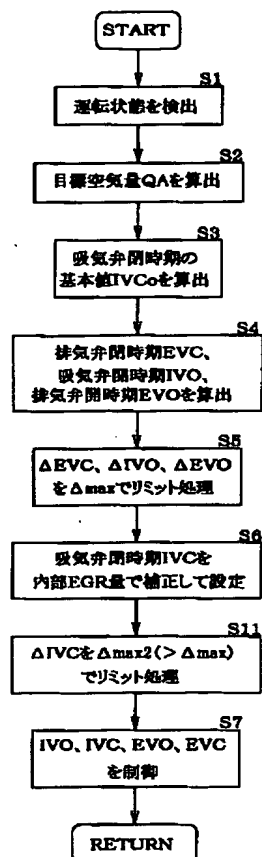 START
S1
運転状態を検出
S2
目標空気量QAを算出
S3
吸気弁閉時期の
基本値IVCoを算出
S4
排気弁閉時期EVC、
吸気弁開時期IVO、
排気弁開時期EVOを算出
S5
ΔEVC、ΔIVO、ΔEVO
をΔmaxでリミット処理
S6
吸気弁閉時期IVCを
内部EGR量で補正して設定
S11
ΔIVCをΔmax2(>Δmax)
でリミット処理
S7
IVO、IVC、EVO、EVC
を制御
RETURN